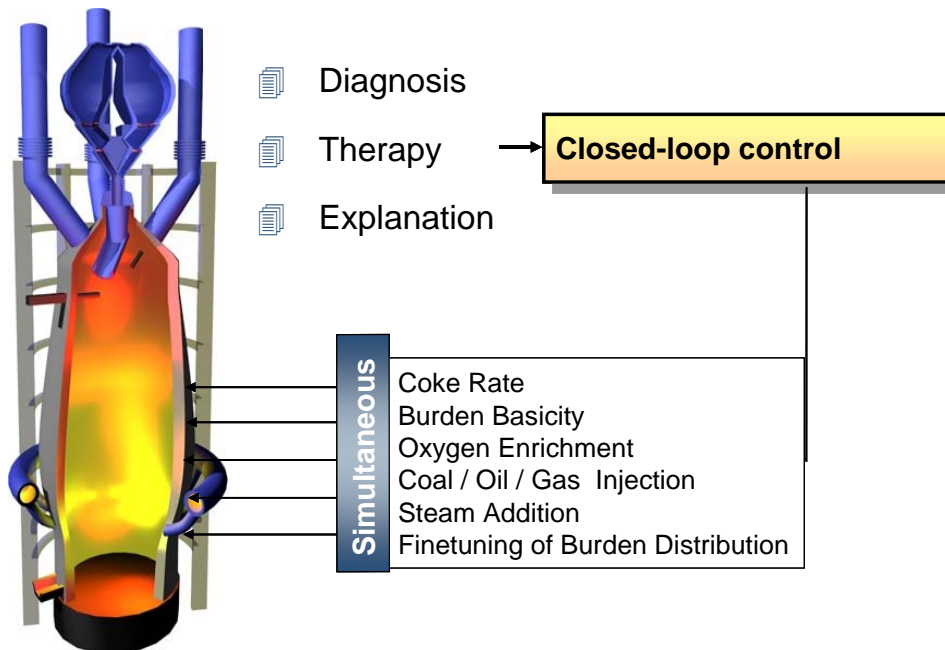 Diagnosis
Therapy
Closed-loop control
Explanation
Simultaneous
Coke Rate
Burden Basicity
Oxygen Enrichment
Coal / Oil / Gas Injection
Steam Addition
Finetuning of Burden Distribution